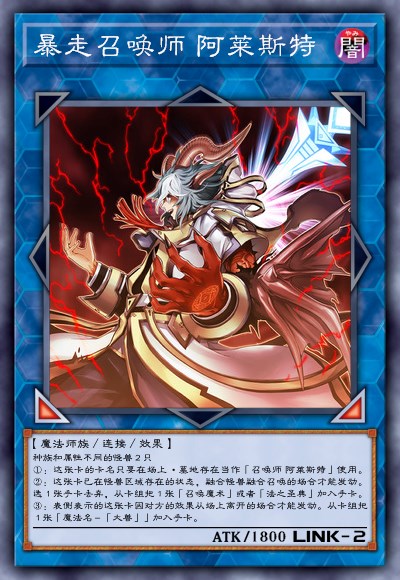 暴走召唤师 阿莱斯特
やみ
闇
【魔法师族/连接/效果】
种族和属性不同的怪兽2只
①:这张卡的卡名只要在场上·墓地存在当作「召唤师 阿莱斯特」使用。
②:这张卡已在怪兽区域存在的状态,融合怪兽融合召唤的场合才能发动。
选1张手卡丢弃,从卡组把1张「召唤魔术」或者「法之圣典」加入手卡。
③:表侧表示的这张卡因对方的效果从场上离开的场合才能发动。从卡组把
1张「魔法名-「大兽」」加入手卡。
ATK/1800 LINK-2